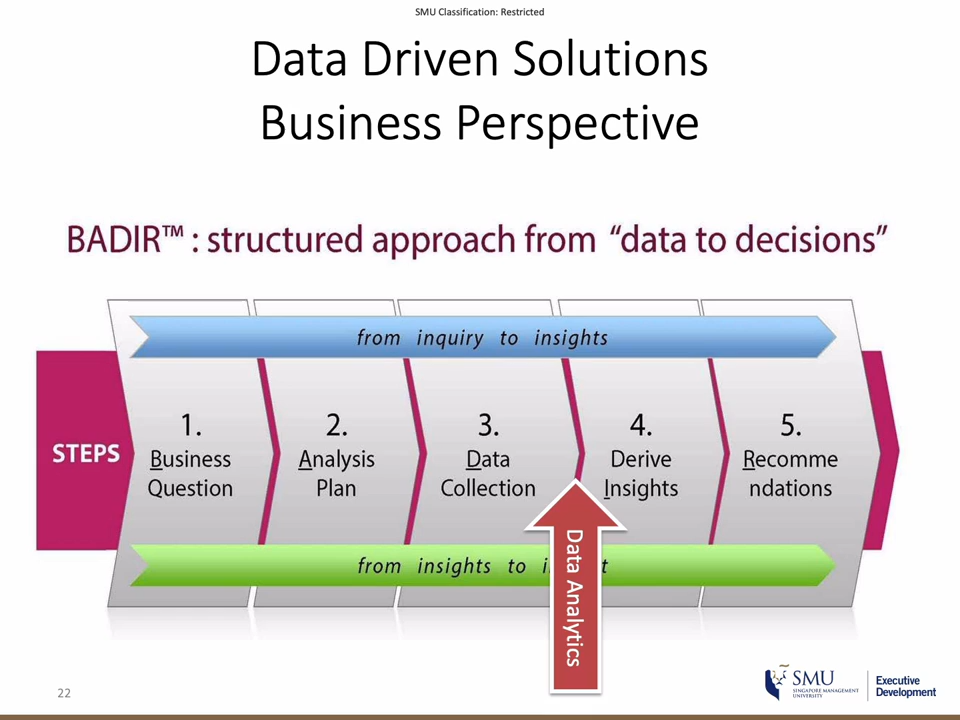 SMU Classification: Restricted
Data Driven Solutions
Business Perspective
BADIR™ : structured approach from “data to decisions”
from inquiry to insights
STEPS
1.
Business
Question
2.
Analysis
Plan
3.
Data
Collection
4.
Derive
Insights
5.
Recomme
ndations
from insights to
Data Analytics
22
SMU
SINGAPORE MANAGEMENT
UNIVERSITY
Executive
Development